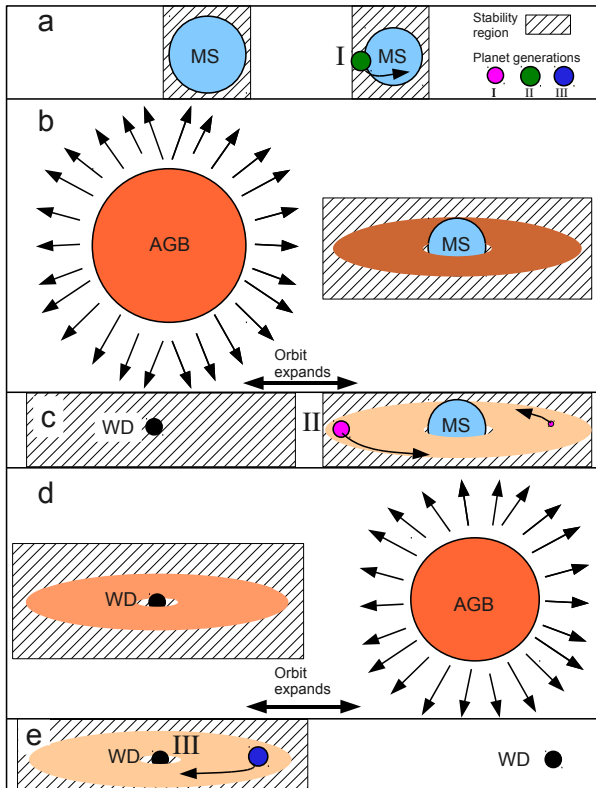 a
MS
I
MS
Stability
region
Planet generations
I II III
b
AGB
MS
Orbit
expands
c
WD
II
MS
d
WD
AGB
Orbit
expands
e
WD
III
WD